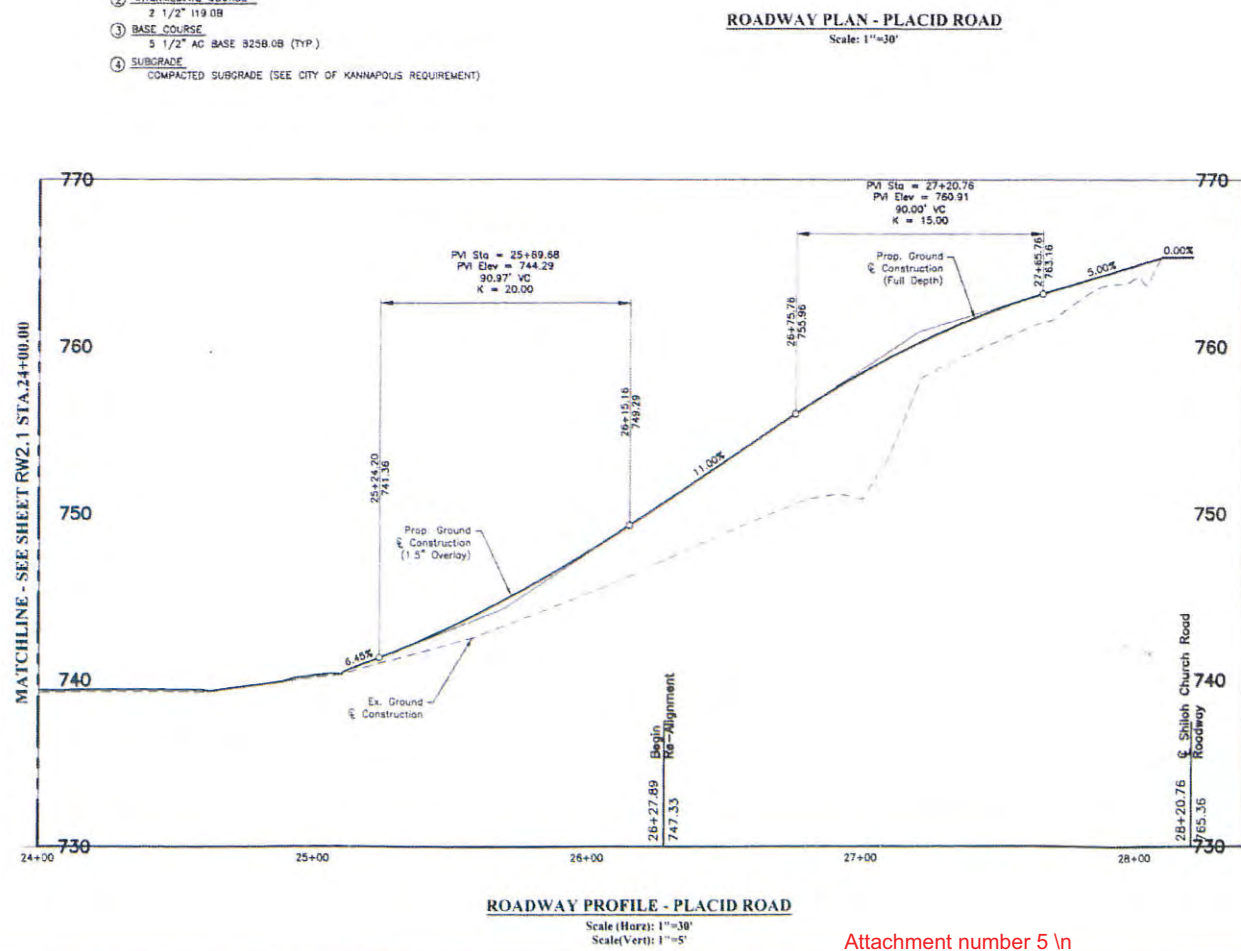 ②
2 1/2" I19.0B
③ BASE COURSE
5 1/2" AC BASE B25B.0B (TYP.)
④ SUBGRADE
COMPACTED SUBGRADE (SEE CITY OF KANNAPOLIS REQUIREMENT)
ROADWAY PLAN - PLACID ROAD
Scale: 1"=30'
770
770
PVI Sta = 27+20.76
PVI Elev = 760.91
90.00' VC
K = 15.00
PVI Sta = 25+69.68
PVI Elev = 744.29
90.97' VC
K = 20.00
Prop. Ground
℄ Construction
(Full Depth)
27+65.76
763.16
5.00%
0.00%
760
760
26+75.76
755.96
26+15.16
749.29
11.00%
25+24.20
741.36
750
750
Prop. Ground
℄ Construction
(1.5" Overlay)
MATCHLINE - SEE SHEET RW2.1 STA.24+00.00
740
6.45%
740
Ex. Ground
℄ Construction
Begin
Re-Alignment
26+27.89
747.33
℄ Shiloh Church Road
Roadway
28+20.76
765.36
730
730
24+00
25+00
26+00
27+00
28+00
ROADWAY PROFILE - PLACID ROAD
Scale (Horz): 1"=30'
Scale(Vert): 1"=5'
Attachment number 5 \n